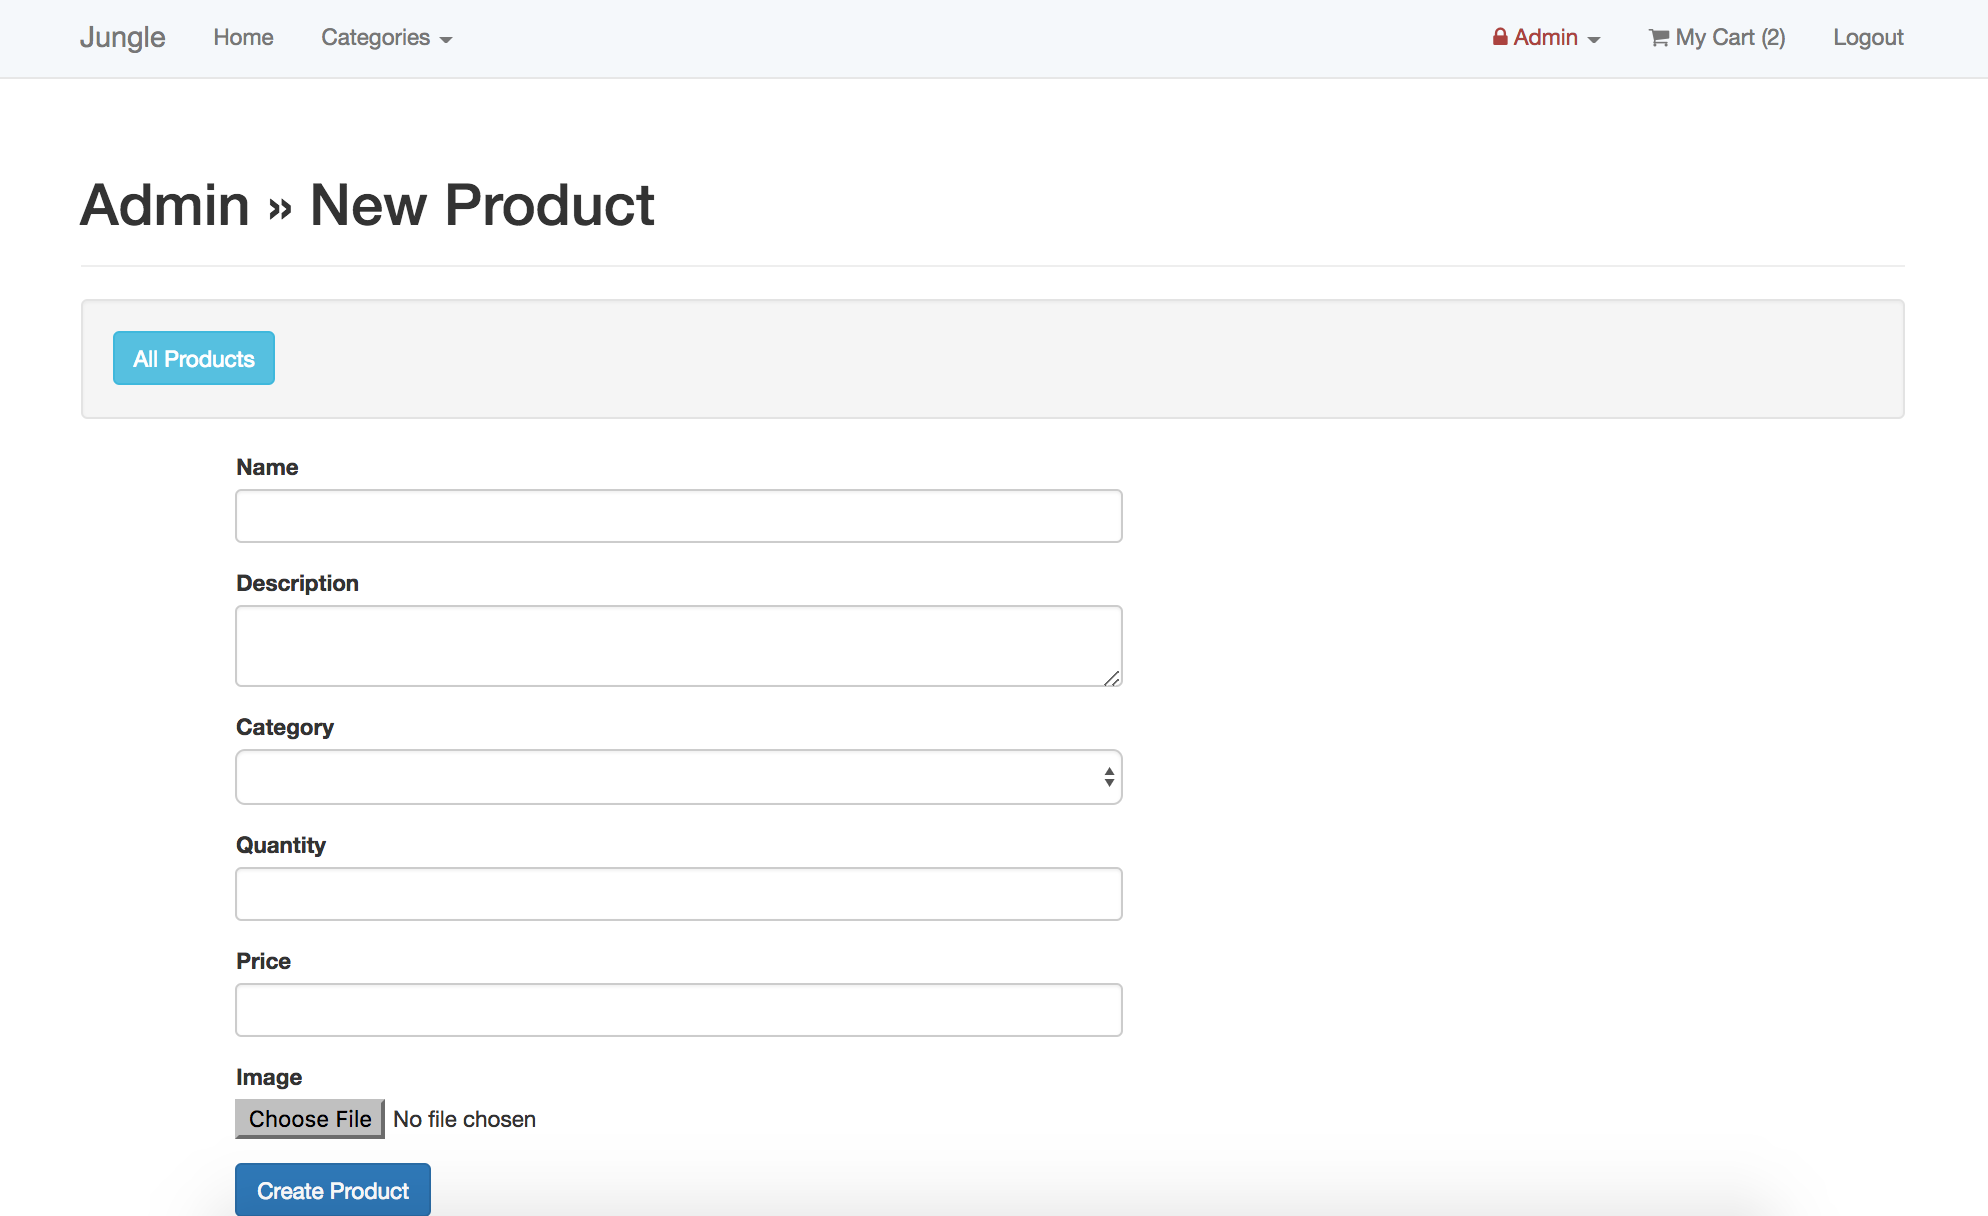 Jungle Home Categories Admin My Cart (2) Logout
Admin » New Product
All Products
Name
Description
Category
Quantity
Price
Image
Choose File No file chosen
Create Product